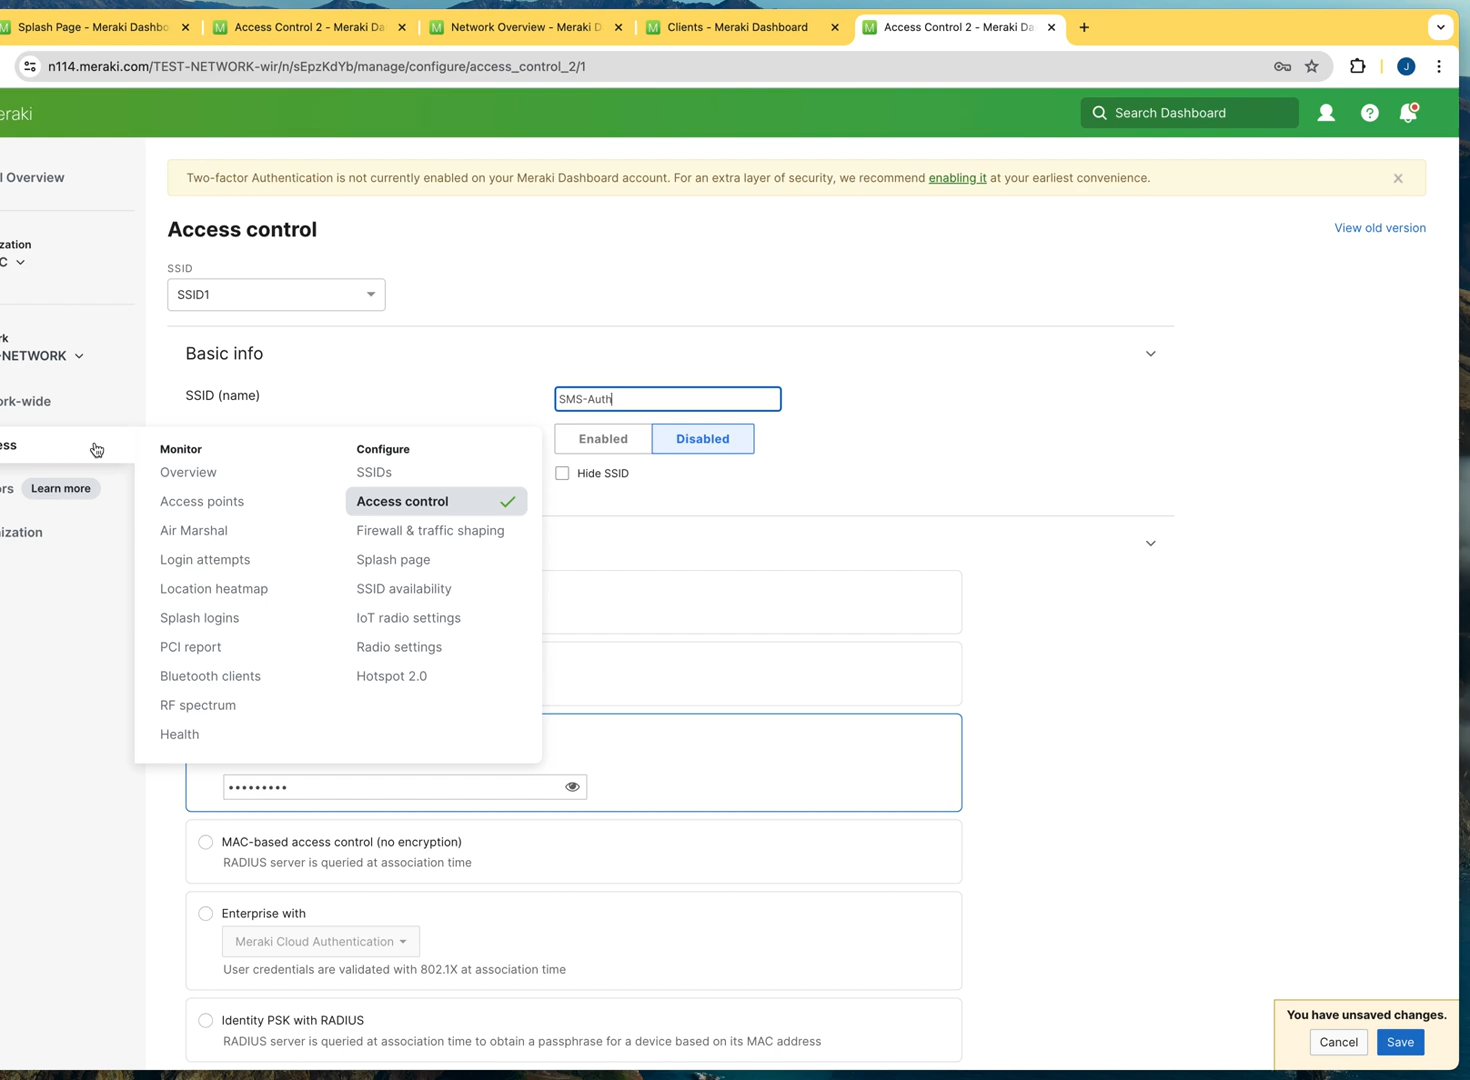 Splash Page - Meraki Dashbo
Access Control 2 - Meraki Da
Network Overview - Meraki D
Clients - Meraki Dashboard
Access Control 2 - Meraki Da
n114.meraki.com/TEST-NETWORK-wir/n/sEpzKdYb/manage/configure/access_control_2/1
J
eraki
Search Dashboard
l Overview
Two-factor Authentication is not currently enabled on your Meraki Dashboard account. For an extra layer of security, we recommend enabling it at your earliest convenience.
Access control
View old version
zation
C
SSID
SSID1
rk
-NETWORK
Basic info
ork-wide
SSID (name)
SMS-Auth
ess
Enabled
Disabled
Hide SSID
ors
Learn more
ization
Monitor
Overview
Access points
Air Marshal
Login attempts
Location heatmap
Splash logins
PCI report
Bluetooth clients
RF spectrum
Health
Configure
SSIDs
Access control
Firewall & traffic shaping
Splash page
SSID availability
IoT radio settings
Radio settings
Hotspot 2.0
•••••••••
MAC-based access control (no encryption)
RADIUS server is queried at association time
Enterprise with
Meraki Cloud Authentication
User credentials are validated with 802.1X at association time
Identity PSK with RADIUS
RADIUS server is queried at association time to obtain a passphrase for a device based on its MAC address
You have unsaved changes.
Cancel
Save